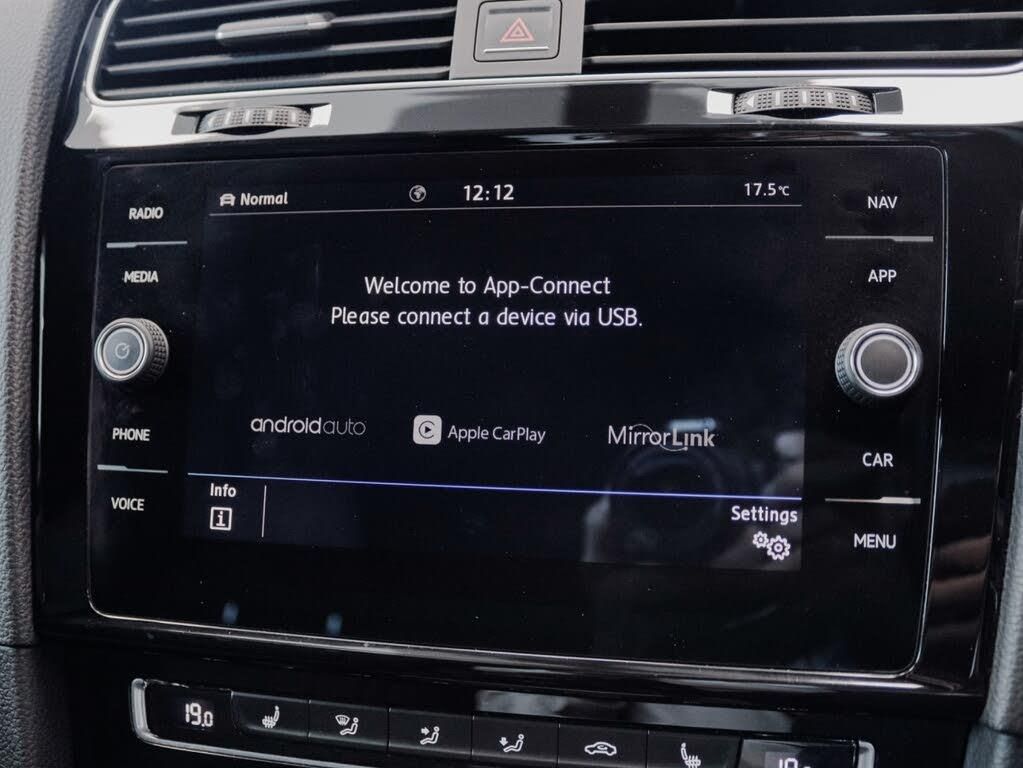 Normal
12:12
17.5°C
RADIO
NAV
MEDIA
APP
Welcome to App-Connect
Please connect a device via USB.
androidauto
Apple CarPlay
MirrorLink
PHONE
CAR
VOICE
MENU
Info
i
Settings
19.0